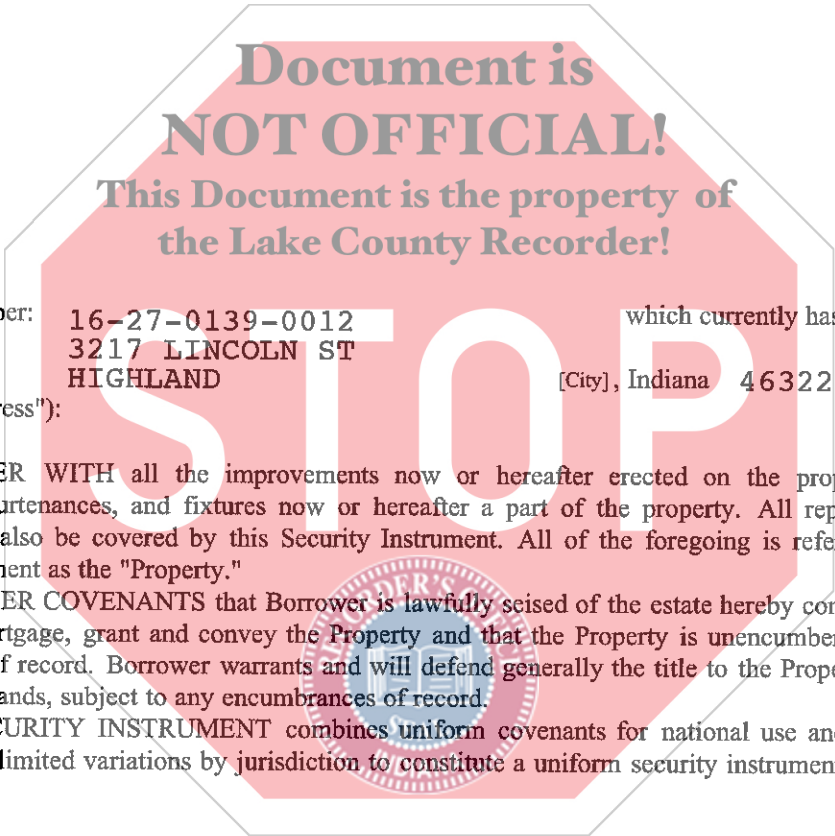 Document is
NOT OFFICIAL!
This Document is the property of
the Lake County Recorder!
STOP
ber: 16-27-0139-0012 which currently has
3217 LINCOLN ST
HIGHLAND [City], Indiana 46322
ress"):
ER WITH all the improvements now or hereafter erected on the prop
urtenances, and fixtures now or hereafter a part of the property. All rep
also be covered by this Security Instrument. All of the foregoing is refe
nent as the "Property."
ER COVENANTS that Borrower is lawfully seised of the estate hereby con
rtgage, grant and convey the Property and that the Property is unencumber
f record. Borrower warrants and will defend generally the title to the Prope
ands, subject to any encumbrances of record.
CURITY INSTRUMENT combines uniform covenants for national use and
limited variations by jurisdiction to constitute a uniform security instrumen